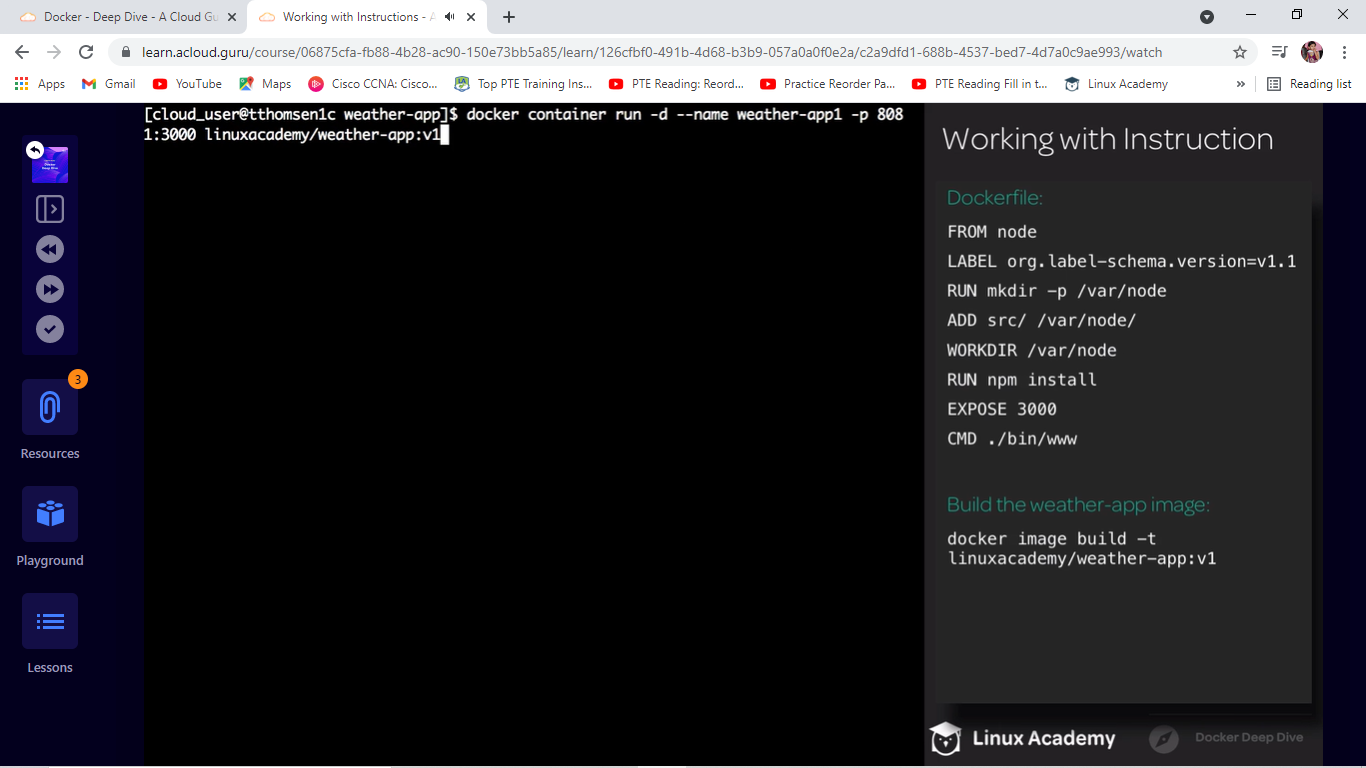 Docker - Deep Dive - A Cloud Gu
Working with Instructions - A
learn.acloud.guru/course/06875cfa-fb88-4b28-ac90-150e73bb5a85/learn/126cfbf0-491b-4d68-b3b9-057a0a0f0e2a/c2a9dfd1-688b-4537-bed7-4d7a0c9ae993/watch
Apps
Gmail
YouTube
Maps
Cisco CCNA: Cisco...
Top PTE Training Ins...
PTE Reading: Reord...
Practice Reorder Pa...
PTE Reading Fill in t...
Linux Academy
»
Reading list
[cloud_user@tthomsen1c weather-app]$ docker container run -d --name weather-app1 -p 808
1:3000 linuxacademy/weather-app:v1
3
Resources
Playground
Lessons
Working with Instruction
Dockerfile:
FROM node
LABEL org.label-schema.version=v1.1
RUN mkdir -p /var/node
ADD src/ /var/node/
WORKDIR /var/node
RUN npm install
EXPOSE 3000
CMD ./bin/www
Build the weather-app image:
docker image build -t
linuxacademy/weather-app:v1
Linux Academy
Docker Deep Dive